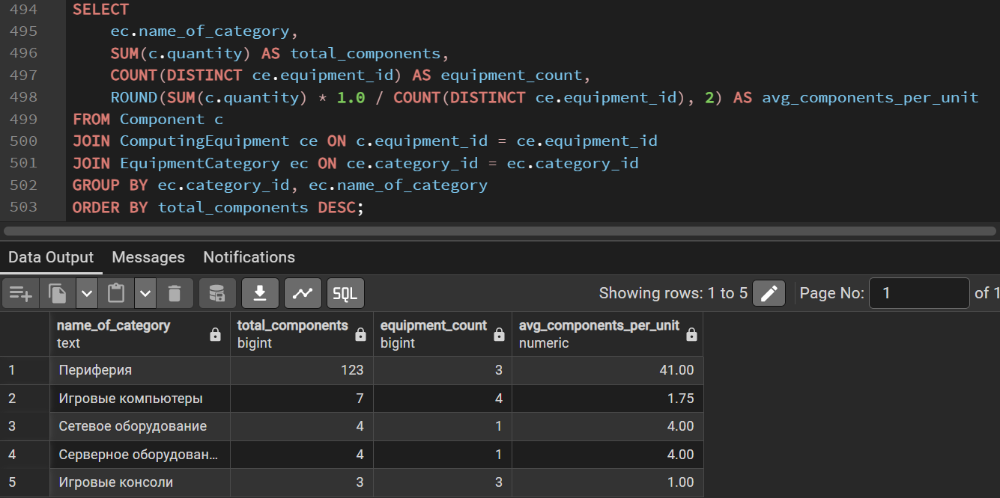 494 SELECT
495 ec.name_of_category,
496 SUM(c.quantity) AS total_components,
497 COUNT(DISTINCT ce.equipment_id) AS equipment_count,
498 ROUND(SUM(c.quantity) * 1.0 / COUNT(DISTINCT ce.equipment_id), 2) AS avg_components_per_unit
499 FROM Component c
500 JOIN ComputingEquipment ce ON c.equipment_id = ce.equipment_id
501 JOIN EquipmentCategory ec ON ce.category_id = ec.category_id
502 GROUP BY ec.category_id, ec.name_of_category
503 ORDER BY total_components DESC;
Data Output Messages Notifications
SQL Showing rows: 1 to 5 Page No: 1 of 1
name_of_category total_components equipment_count avg_components_per_unit
text bigint bigint numeric
1 Периферия 123 3 41.00
2 Игровые компьютеры 7 4 1.75
3 Сетевое оборудование 4 1 4.00
4 Серверное оборудован... 4 1 4.00
5 Игровые консоли 3 3 1.00